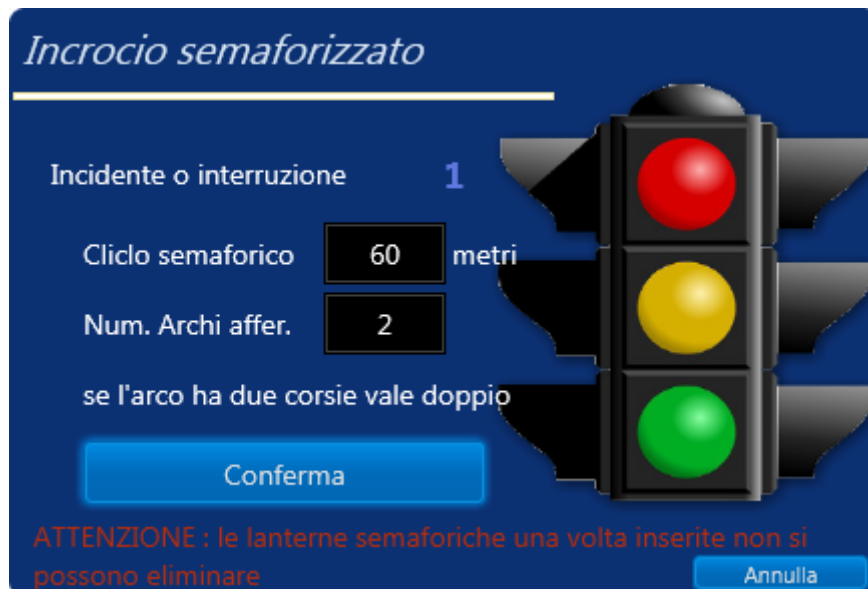 Incrocio semaforizzato
Incidente o interruzione 1
Cliclo semaforico 60 metri
Num. Archi affer. 2
se l'arco ha due corsie vale doppio
Conferma
ATTENZIONE : le lanterne semaforiche una volta inserite non si
possono eliminare
Annulla